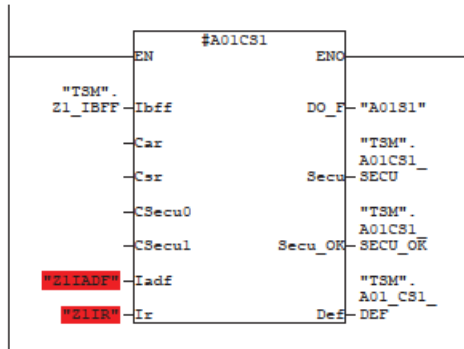 #A01CS1
EN ENO
"TSM".
Z1_IBFF Ibff DO_F "A01S1"
Car "TSM".
A01CS1_
Csr Secu SECU
CSecu0 "TSM".
A01CS1_
CSecu1 Secu_OK SECU_OK
"Z1IADF" Iadf "TSM".
A01_CS1_
"Z1IR" Ir Def DEF